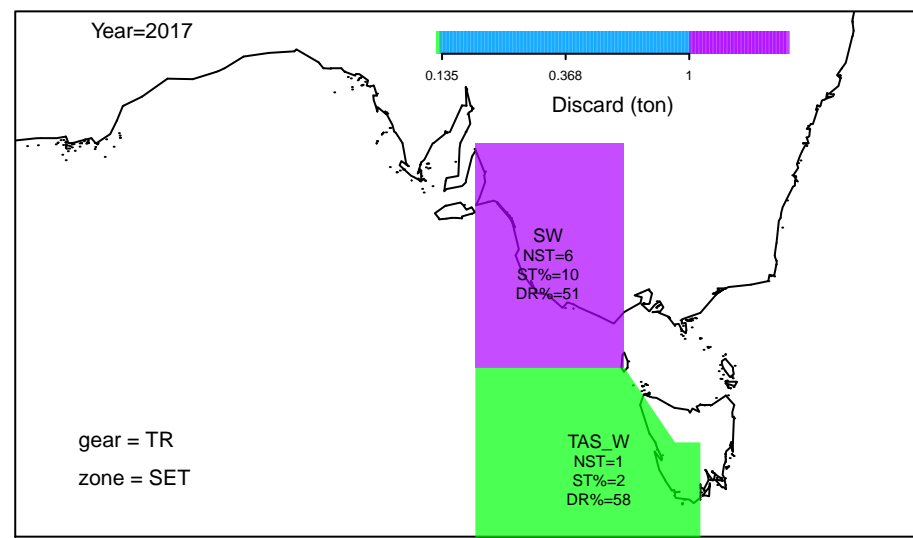 Year=2017
0.135 0.368 1
Discard (ton)
SW
NST=6
ST%=10
DR%=51
gear = TR
zone = SET
TAS_W
NST=1
ST%=2
DR%=58